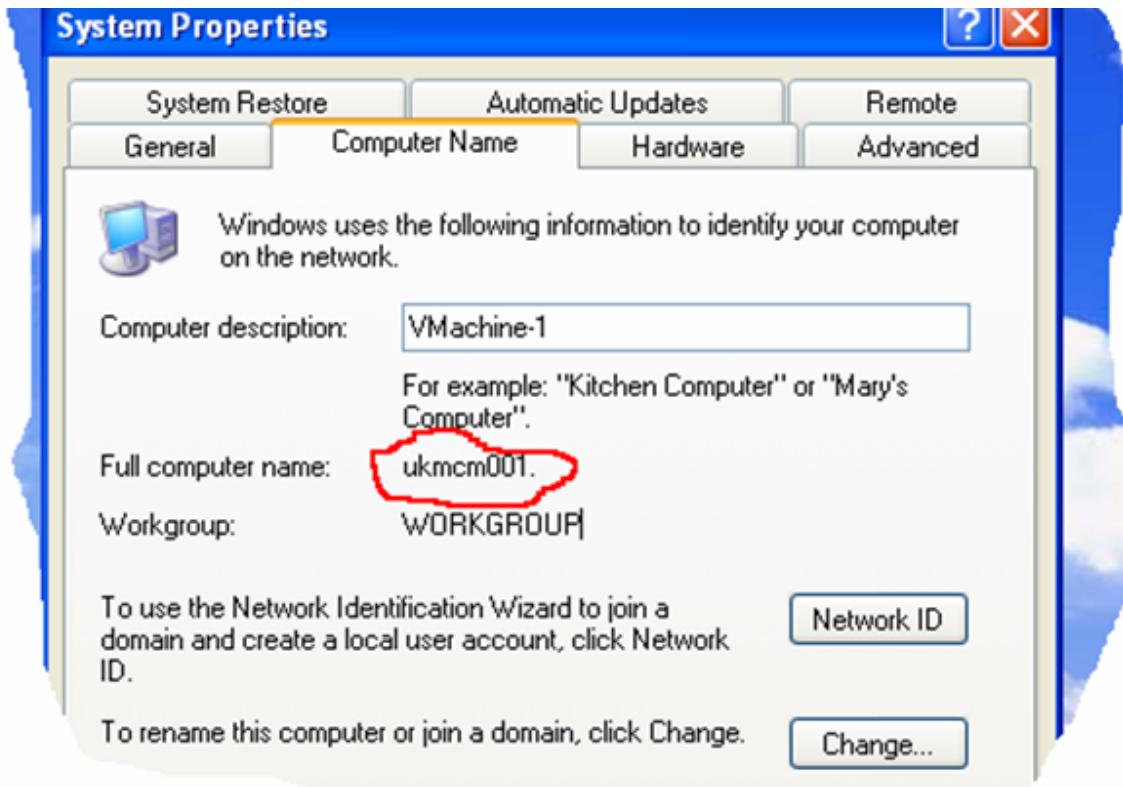 System Properties
System Restore Automatic Updates Remote
General Computer Name Hardware Advanced
Windows uses the following information to identify your computer
on the network.
Computer description: VMachine-1
For example: "Kitchen Computer" or "Mary's
Computer".
Full computer name: ukmcm001.
Workgroup: WORKGROUP
To use the Network Identification Wizard to join a
domain and create a local user account, click Network
ID.
Network ID
To rename this computer or join a domain, click Change.
Change...